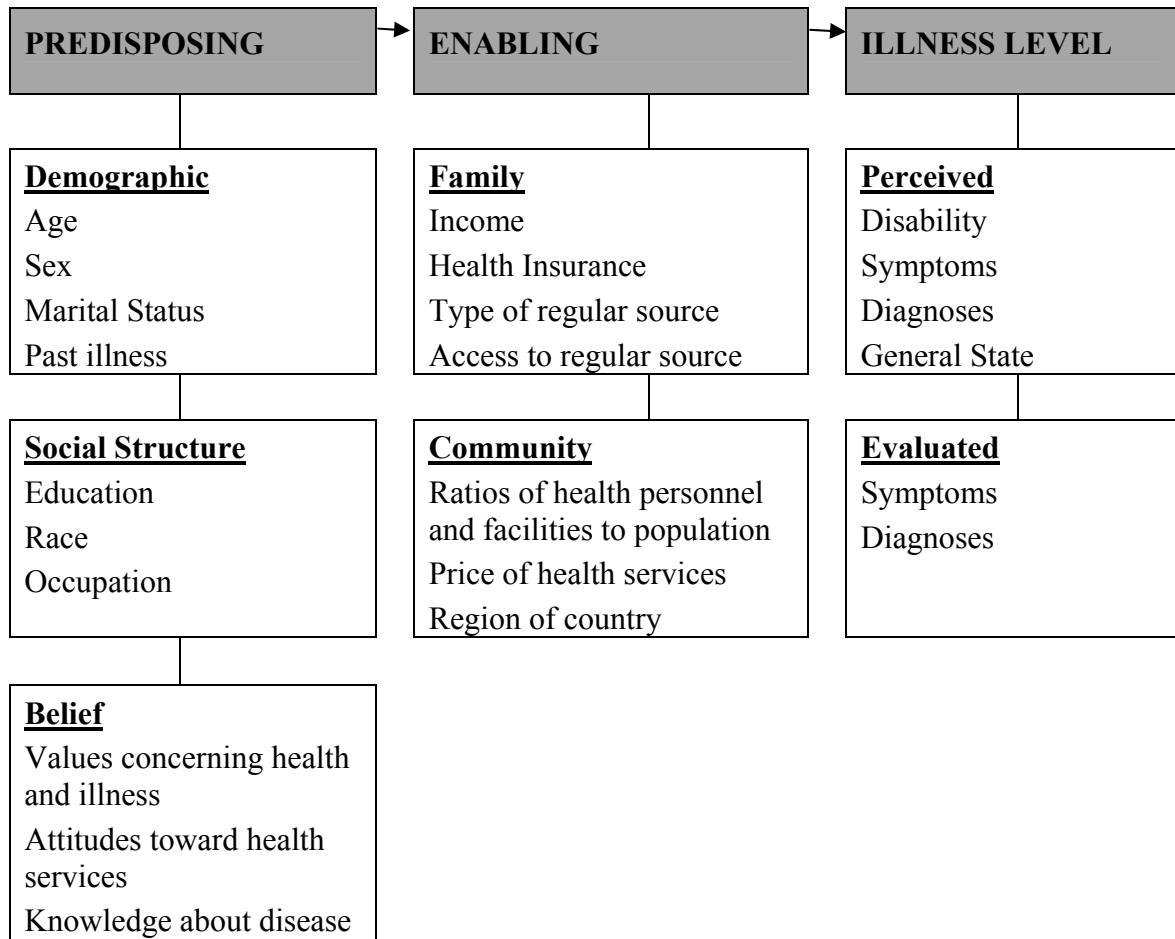 PREDISPOSING
ENABLING
ILLNESS LEVEL
Demographic
Age
Sex
Marital Status
Past illness
Family
Income
Health Insurance
Type of regular source
Access to regular source
Perceived
Disability
Symptoms
Diagnoses
General State
Social Structure
Education
Race
Occupation
Community
Ratios of health personnel
and facilities to population
Price of health services
Region of country
Evaluated
Symptoms
Diagnoses
Belief
Values concerning health
and illness
Attitudes toward health
services
Knowledge about disease